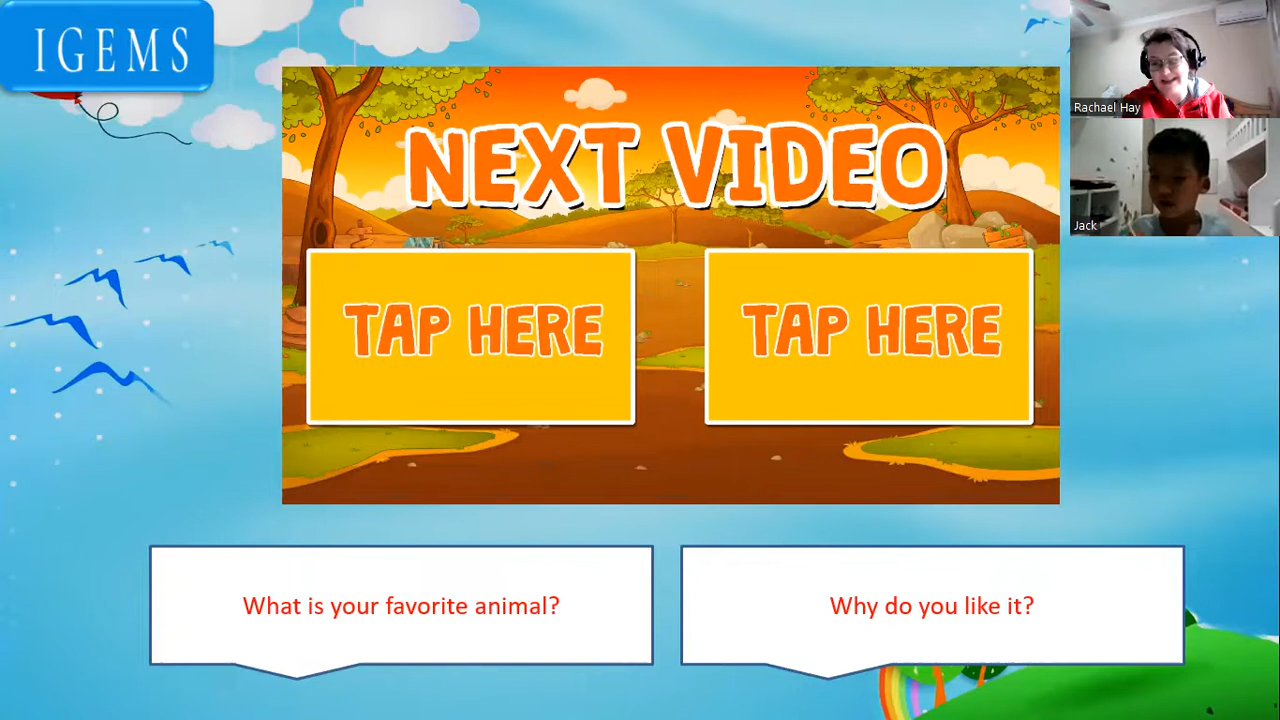 IGEMS
NEXT VIDEO
TAP HERE
TAP HERE
Rachael Hay
Jack
What is your favorite animal?
Why do you like it?